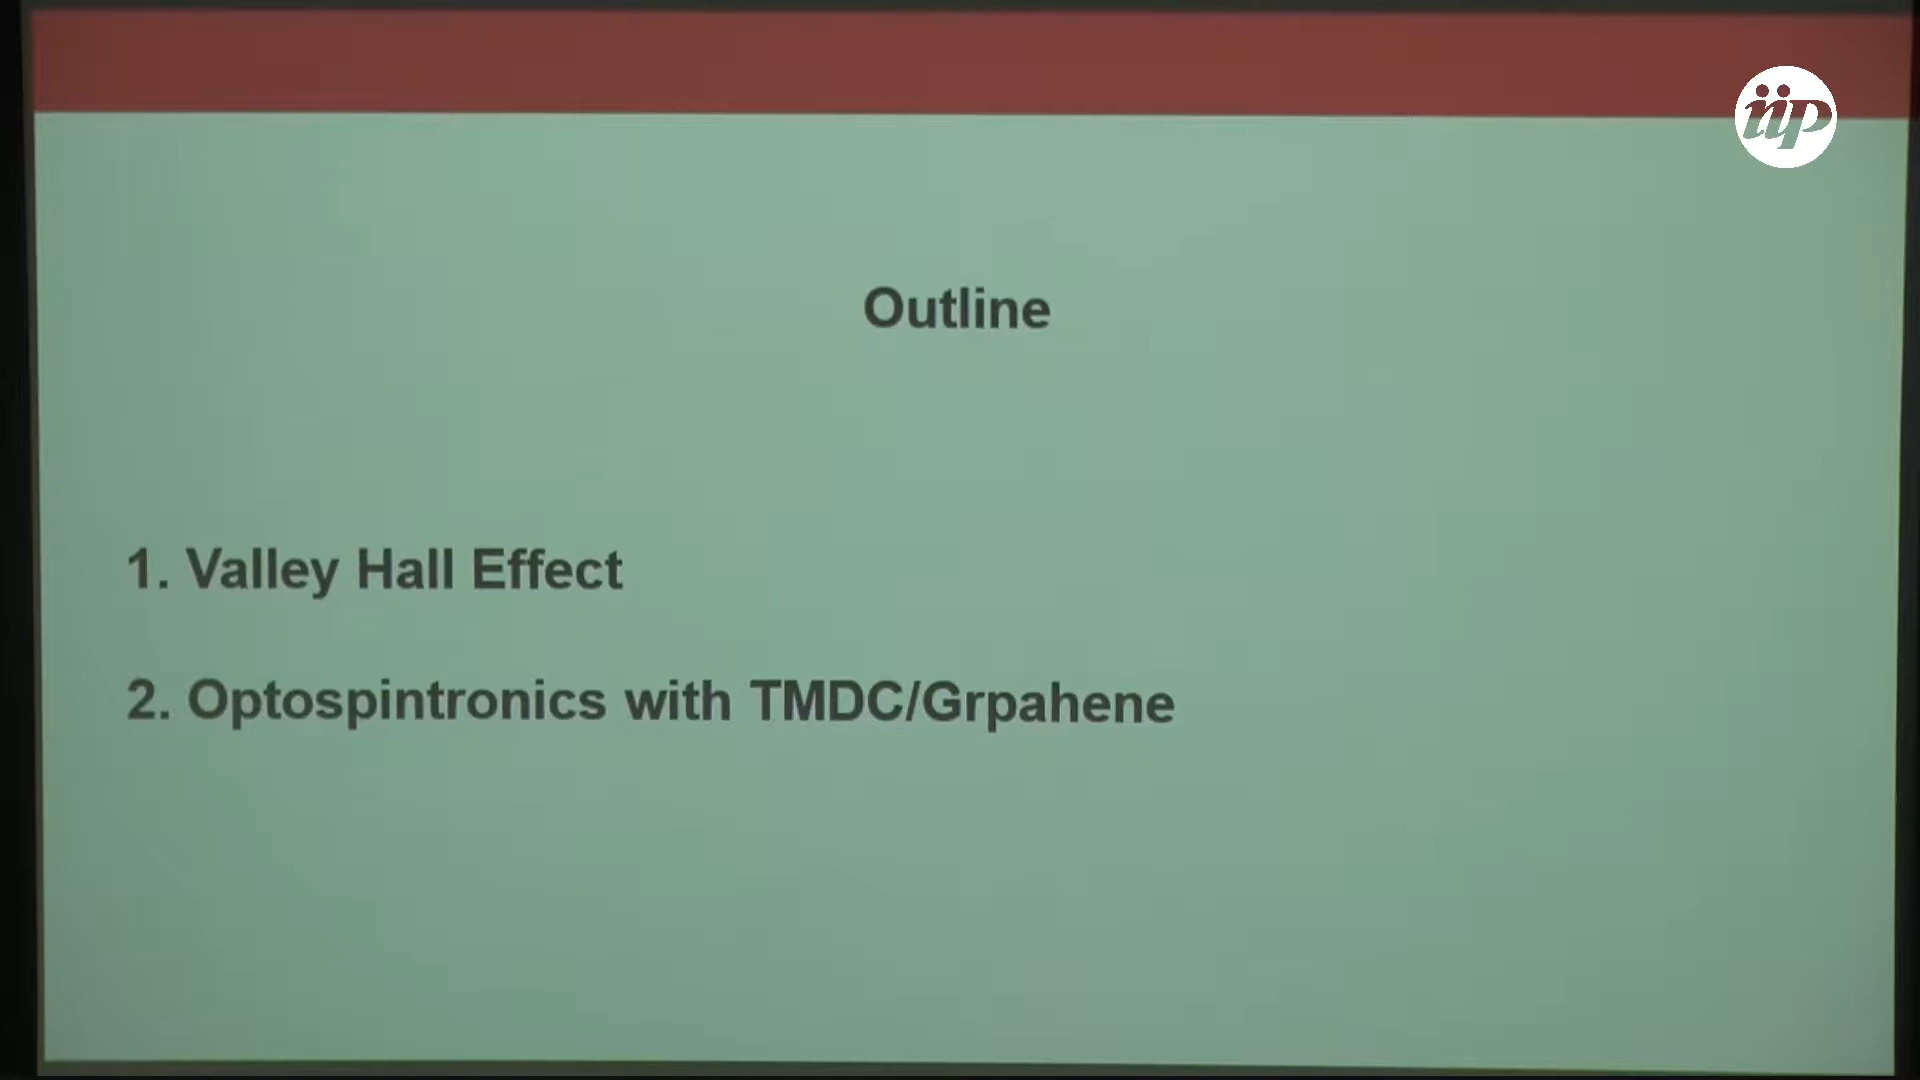 iip
Outline
1. Valley Hall Effect
2. Optospintronics with TMDC/Grpahene